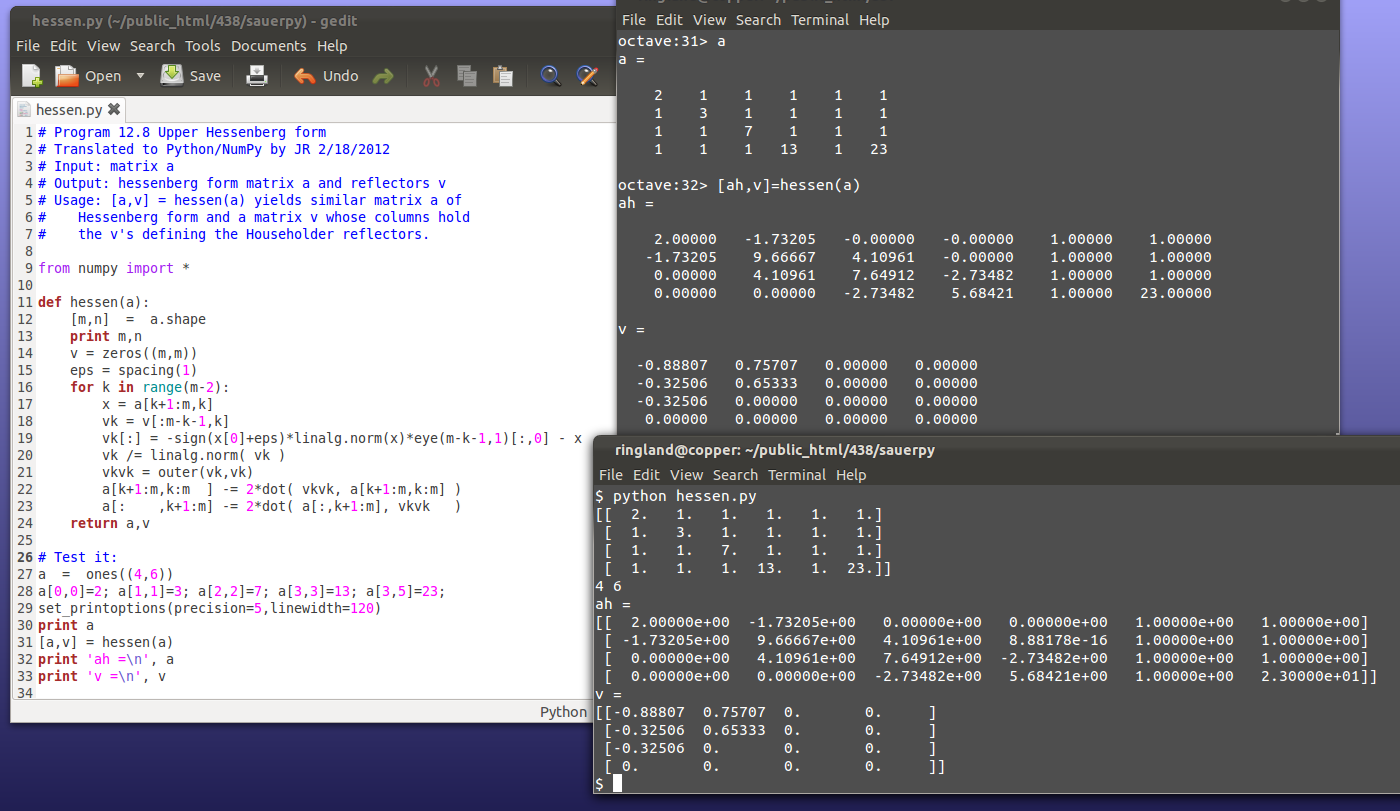 hessen.py (~/public_html/438/sauerpy) - gedit
File Edit View Search Tools Documents Help
Open Save Undo
hessen.py
1 # Program 12.8 Upper Hessenberg form
2 # Translated to Python/NumPy by JR 2/18/2012
3 # Input: matrix a
4 # Output: hessenberg form matrix a and reflectors v
5 # Usage: [a,v] = hessen(a) yields similar matrix a of
6 #    Hessenberg form and a matrix v whose columns hold
7 #    the v's defining the Householder reflectors.
8
9 from numpy import *
10
11 def hessen(a):
12     [m,n]  =  a.shape
13     print m,n
14     v = zeros((m,m))
15     eps = spacing(1)
16     for k in range(m-2):
17         x = a[k+1:m,k]
18         vk = v[:m-k-1,k]
19         vk[:] = -sign(x[0]+eps)*linalg.norm(x)*eye(m-k-1,1)[:,0] - x
20         vk /= linalg.norm( vk )
21         vkvk = outer(vk,vk)
22         a[k+1:m,k:m  ] -= 2*dot( vkvk, a[k+1:m,k:m] )
23         a[:    ,k+1:m] -= 2*dot( a[:,k+1:m], vkvk   )
24     return a,v
25
26 # Test it:
27 a  =  ones((4,6))
28 a[0,0]=2; a[1,1]=3; a[2,2]=7; a[3,3]=13; a[3,5]=23;
29 set_printoptions(precision=5,linewidth=120)
30 print a
31 [a,v] = hessen(a)
32 print 'ah =\n', a
33 print 'v =\n', v
34
Python
File Edit View Search Terminal Help
octave:31> a
a =
2 1 1 1 1 1
1 3 1 1 1 1
1 1 7 1 1 1
1 1 1 13 1 23
octave:32> [ah,v]=hessen(a)
ah =
2.00000 -1.73205 -0.00000 -0.00000 1.00000 1.00000
-1.73205 9.66667 4.10961 -0.00000 1.00000 1.00000
0.00000 4.10961 7.64912 -2.73482 1.00000 1.00000
0.00000 0.00000 -2.73482 5.68421 1.00000 23.00000
v =
-0.88807 0.75707 0.00000 0.00000
-0.32506 0.65333 0.00000 0.00000
-0.32506 0.00000 0.00000 0.00000
0.00000 0.00000 0.00000 0.00000
ringland@copper: ~/public_html/438/sauerpy
File Edit View Search Terminal Help
$ python hessen.py
[[  2.   1.   1.   1.   1.   1.]
 [  1.   3.   1.   1.   1.   1.]
 [  1.   1.   7.   1.   1.   1.]
 [  1.   1.   1.  13.   1.  23.]]
4 6
ah =
[[  2.00000e+00  -1.73205e+00   0.00000e+00   0.00000e+00   1.00000e+00   1.00000e+00]
 [ -1.73205e+00   9.66667e+00   4.10961e+00   8.88178e-16   1.00000e+00   1.00000e+00]
 [  0.00000e+00   4.10961e+00   7.64912e+00  -2.73482e+00   1.00000e+00   1.00000e+00]
 [  0.00000e+00   0.00000e+00  -2.73482e+00   5.68421e+00   1.00000e+00   2.30000e+01]]
v =
[[-0.88807  0.75707  0.       0.     ]
 [-0.32506  0.65333  0.       0.     ]
 [-0.32506  0.       0.       0.     ]
 [ 0.       0.       0.       0.     ]]
$